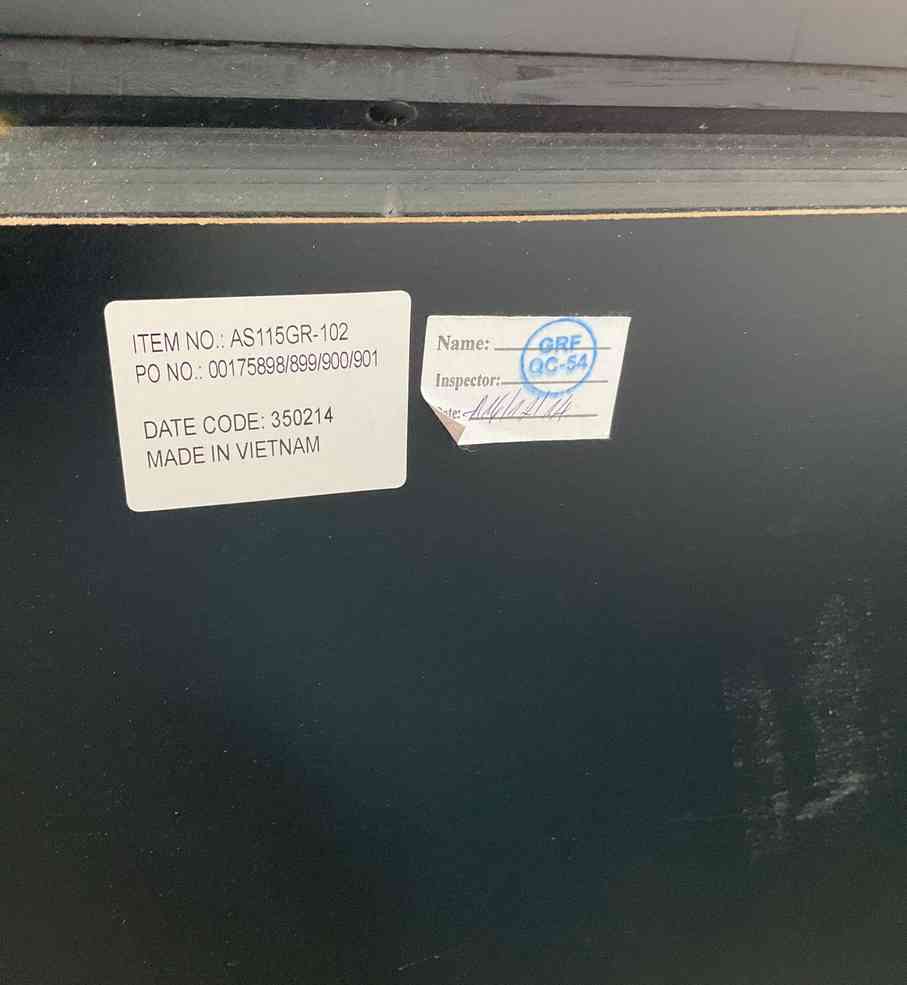 ITEM NO.: AS115GR-102
PO NO.: 00175898/899/900/901
DATE CODE: 350214
MADE IN VIETNAM
Name:
GRF
QC-54
Inspector: